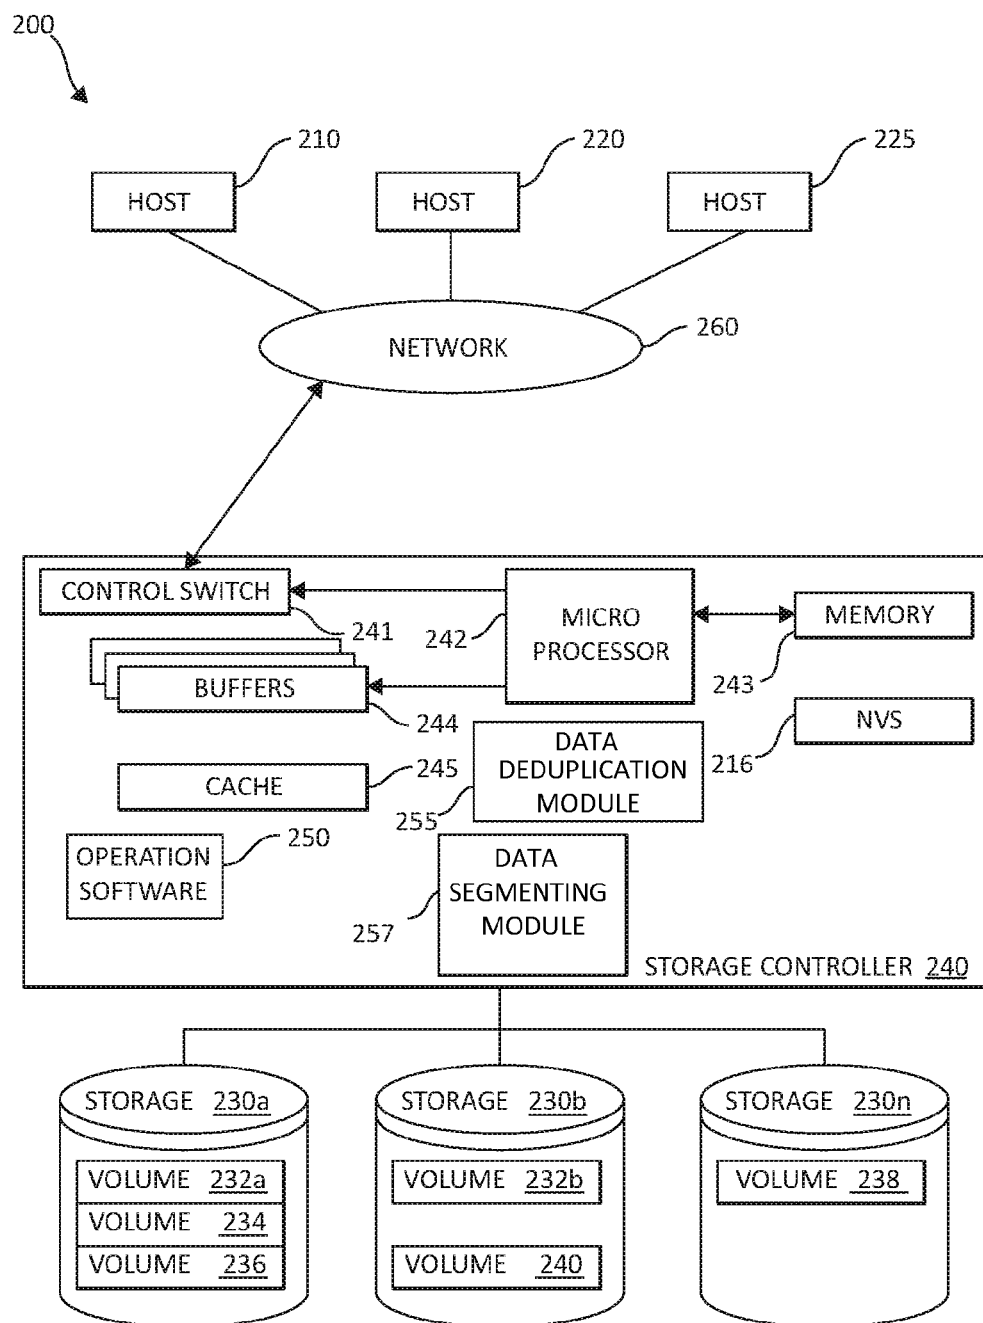 200
210
220
225
HOST
HOST
HOST
260
NETWORK
CONTROL SWITCH
241
242
MICRO
PROCESSOR
MEMORY
243
BUFFERS
244
NVS
216
CACHE
245
DATA
DEDUPLICATION
MODULE
255
OPERATION
SOFTWARE
250
DATA
SEGMENTING
MODULE
257
STORAGE CONTROLLER 240
STORAGE 230a
VOLUME 232a
VOLUME 234
VOLUME 236
STORAGE 230b
VOLUME 232b
VOLUME 240
STORAGE 230n
VOLUME 238